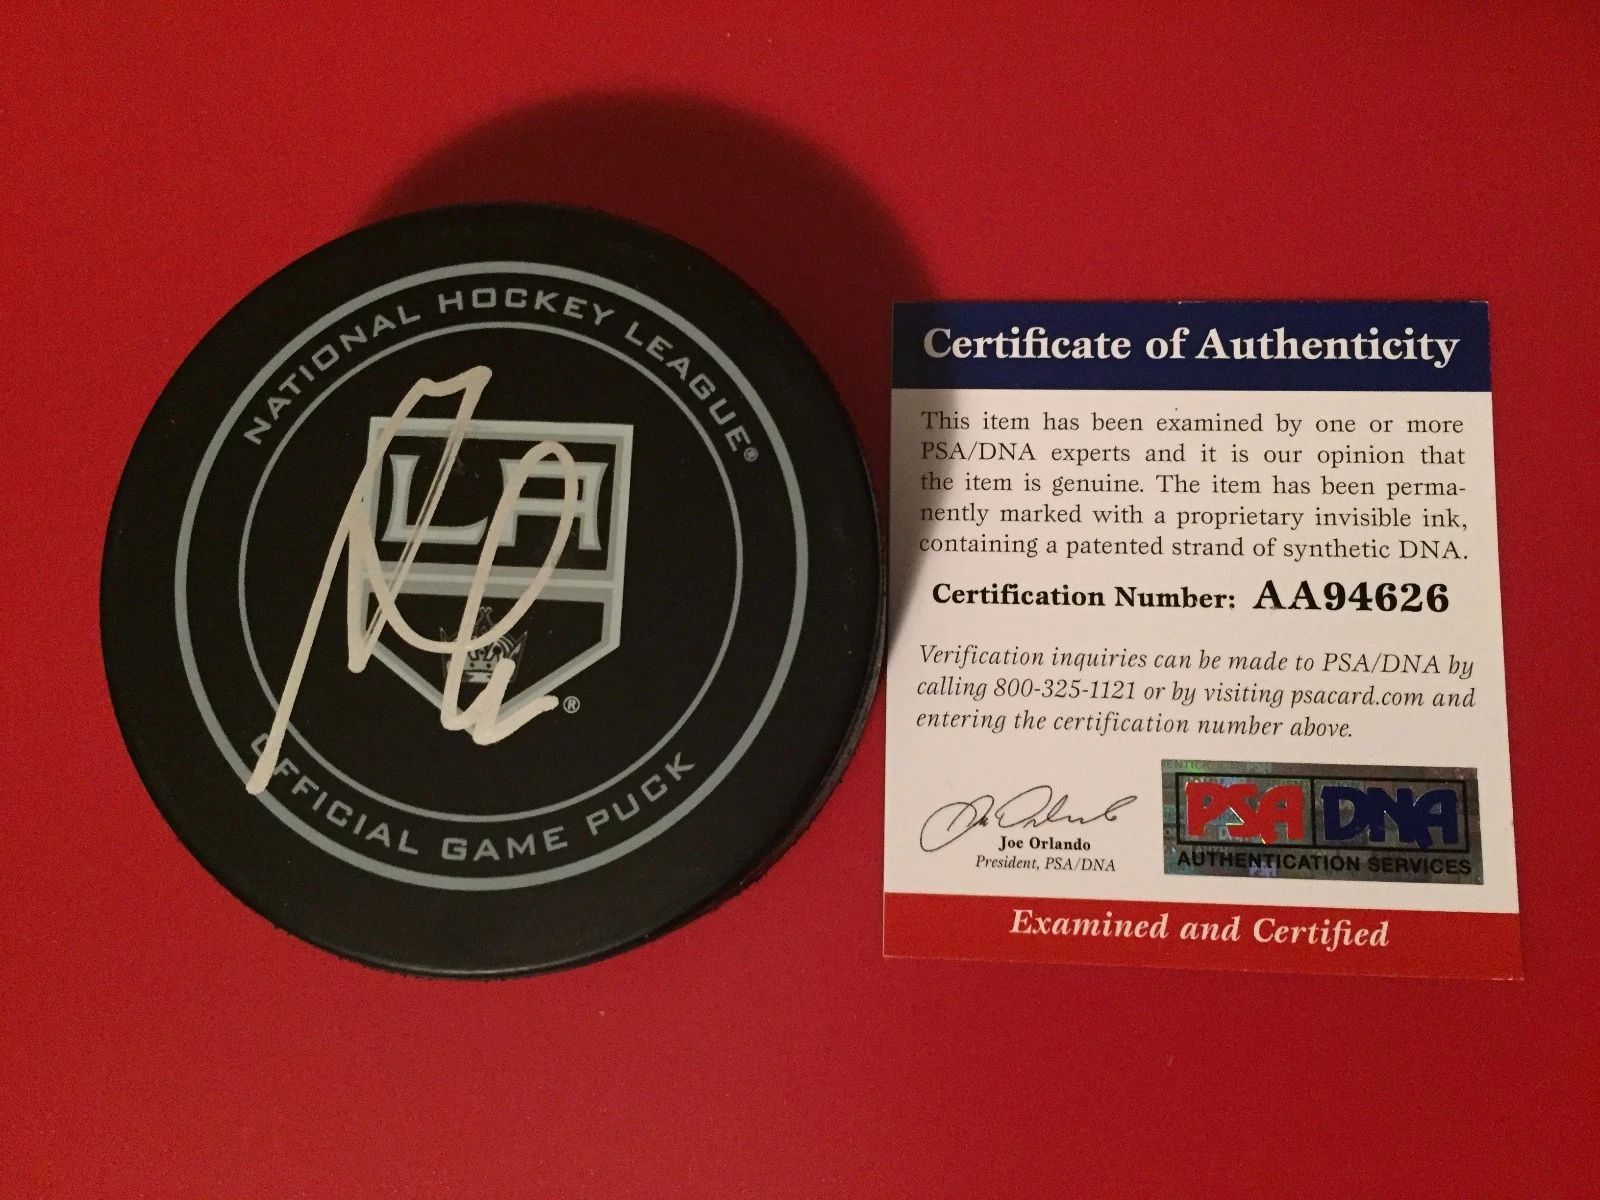 NATIONAL HOCKEY LEAGUE®
LA
®
OFFICIAL GAME PUCK
Certificate of Authenticity
This item has been examined by one or more
PSA/DNA experts and it is our opinion that
the item is genuine. The item has been perma-
nently marked with a proprietary invisible ink,
containing a patented strand of synthetic DNA.
Certification Number: AA94626
Verification inquiries can be made to PSA/DNA by
calling 800-325-1121 or by visiting psacard.com and
entering the certification number above.
Joe Orlando
President, PSA/DNA
PSA DNA
AUTHENTICATION SERVICES
Examined and Certified